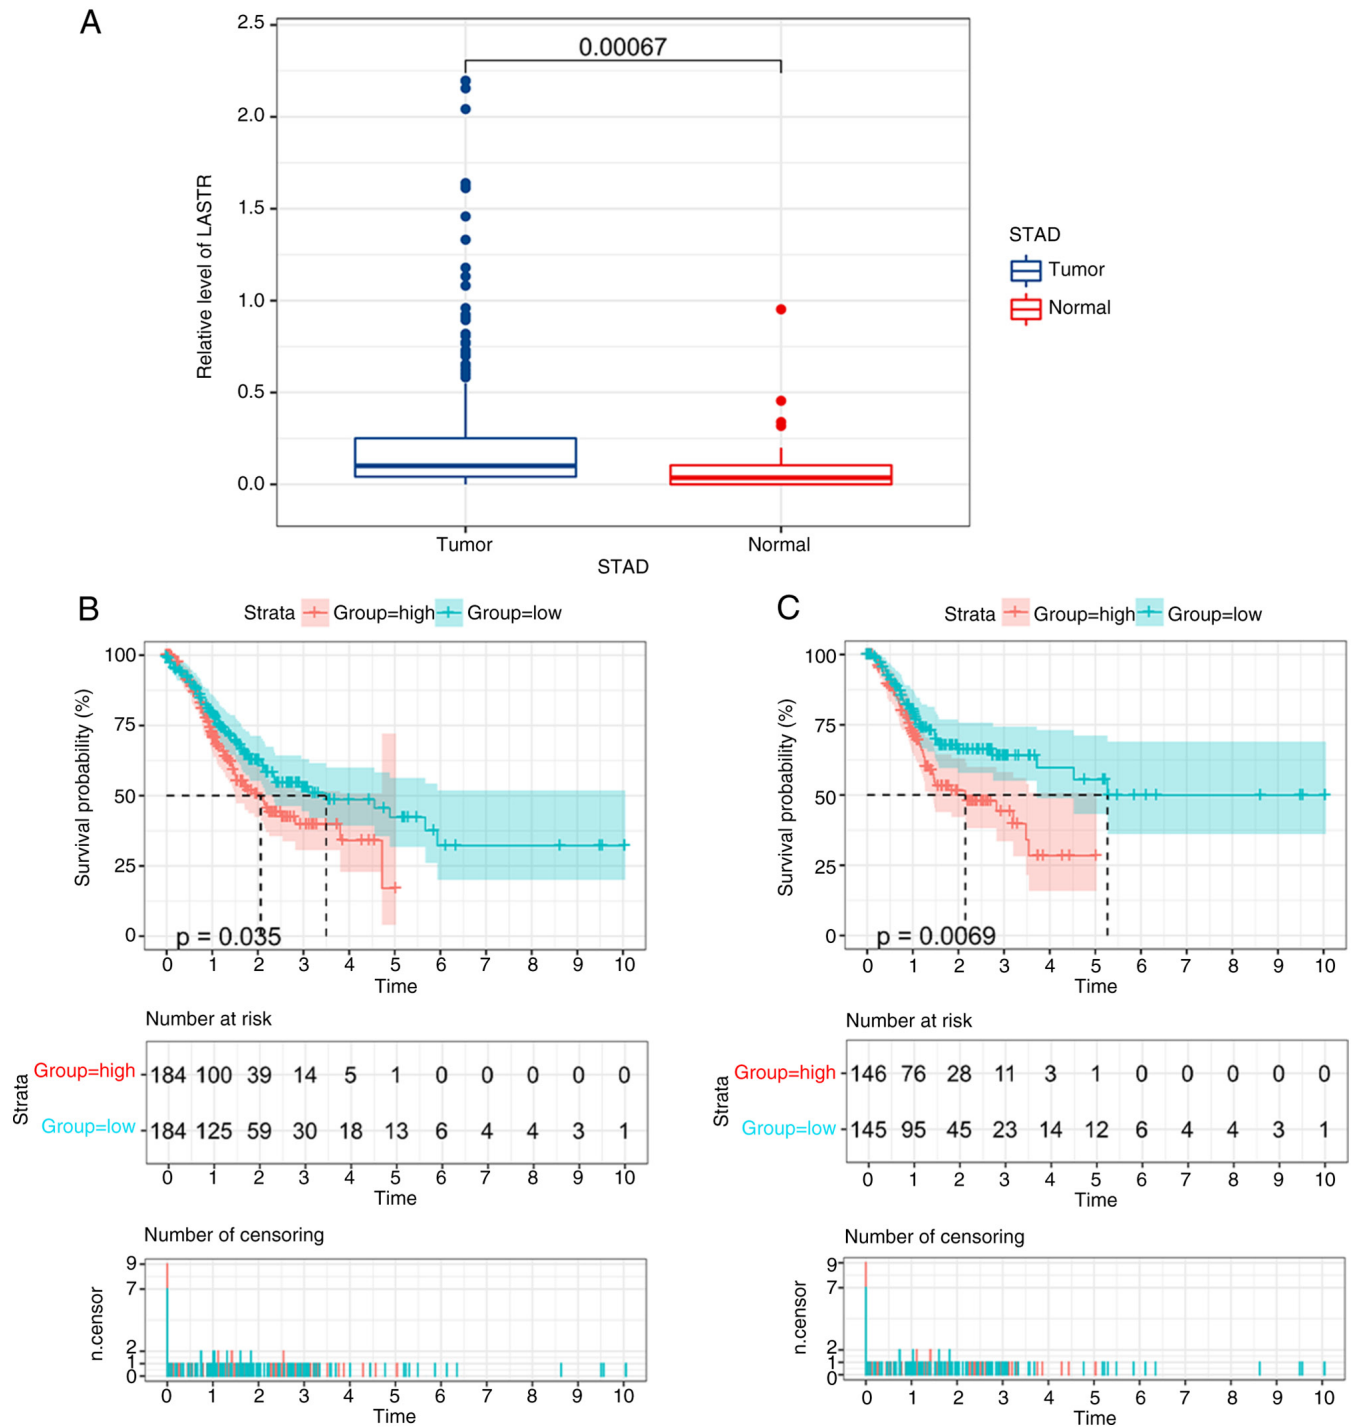 A
0.00067
2.5
2.0
1.5
1.0
0.5
0.0
Relative level of LASTR
Tumor Normal
STAD
STAD
Tumor
Normal
B
Strata Group=high Group=low
100
75
50
25
0
Survival probability (%)
p = 0.035
0 1 2 3 4 5 6 7 8 9 10
Time
Number at risk
Strata
Group=high 184 100 39 14 5 1 0 0 0 0 0
Group=low 184 125 59 30 18 13 6 4 4 3 1
0 1 2 3 4 5 6 7 8 9 10
Time
Number of censoring
n.censor
9
7
2
1
0
0 1 2 3 4 5 6 7 8 9 10
Time
C
Strata Group=high Group=low
100
75
50
25
0
Survival probability (%)
p = 0.0069
0 1 2 3 4 5 6 7 8 9 10
Time
Number at risk
Strata
Group=high 146 76 28 11 3 1 0 0 0 0 0
Group=low 145 95 45 23 14 12 6 4 4 3 1
0 1 2 3 4 5 6 7 8 9 10
Time
Number of censoring
n.censor
9
7
2
1
0
0 1 2 3 4 5 6 7 8 9 10
Time